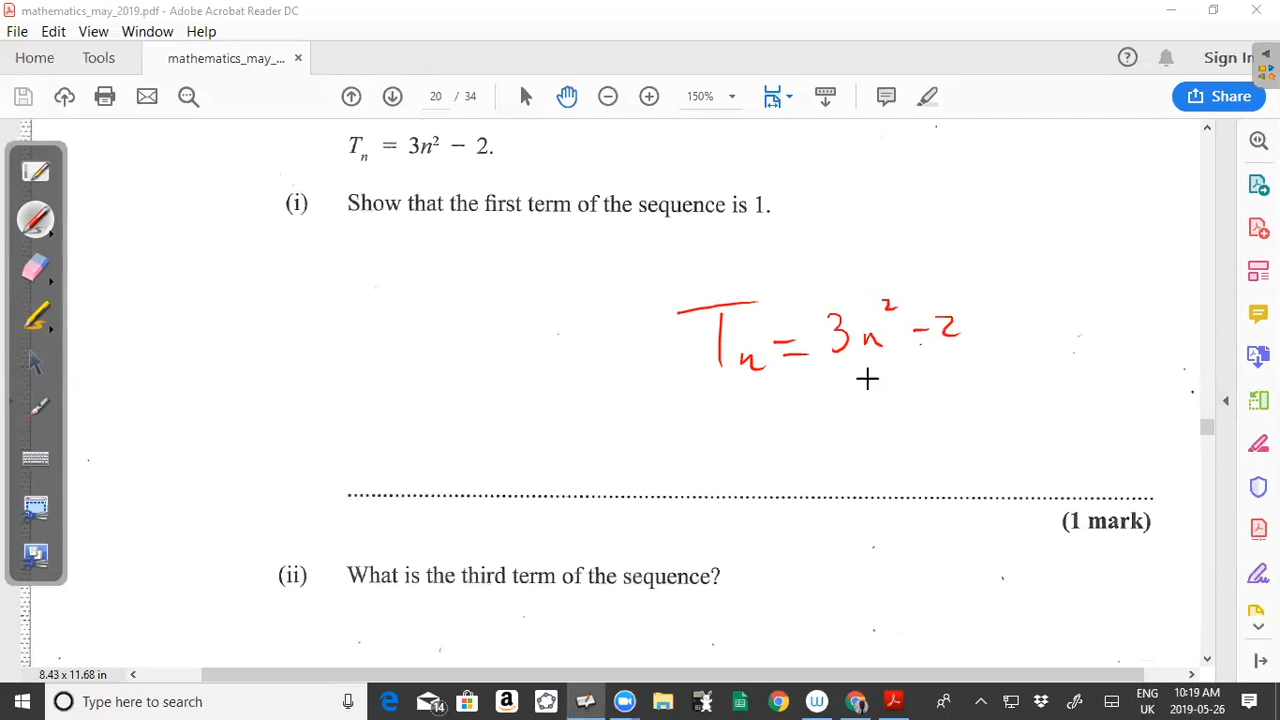 mathematics_may_2019.pdf - Adobe Acrobat Reader DC
File Edit View Window Help
Home Tools mathematics_may_... × Sign In
20 / 34 150% Share
Tn = 3n² − 2.
(i) Show that the first term of the sequence is 1.
Tn = 3n² - 2
(1 mark)
(ii) What is the third term of the sequence?
8.43 x 11.68 in
Type here to search 14 ENG 10:19 AM
UK 2019-05-26